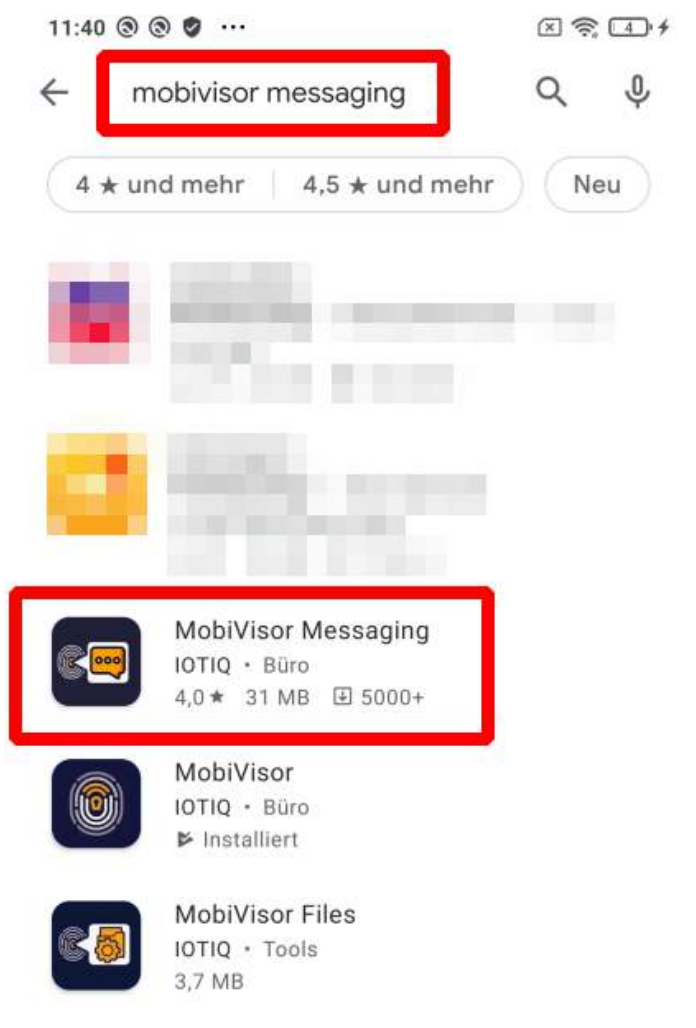 11:40
4
mobivisor messaging
4 ★ und mehr
4,5 ★ und mehr
Neu
MobiVisor Messaging
IOTIQ • Büro
4,0 ★ 31 MB 5000+
MobiVisor
IOTIQ • Büro
Installiert
MobiVisor Files
IOTIQ • Tools
3,7 MB